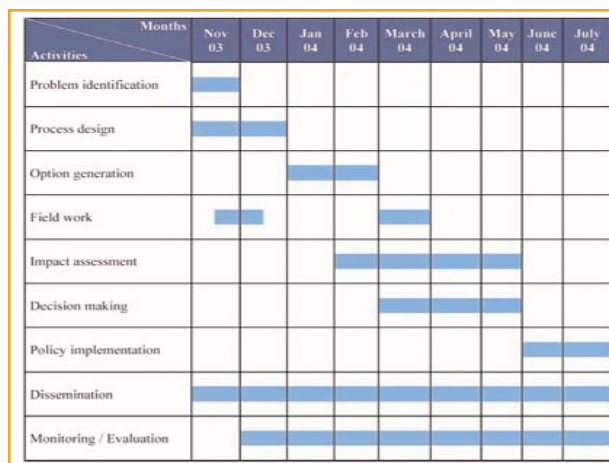 Months
Activities
Nov 03
Dec 03
Jan 04
Feb 04
March 04
April 04
May 04
June 04
July 04
Problem identification
Process design
Option generation
Field work
Impact assessment
Decision making
Policy implementation
Dissemination
Monitoring / Evaluation